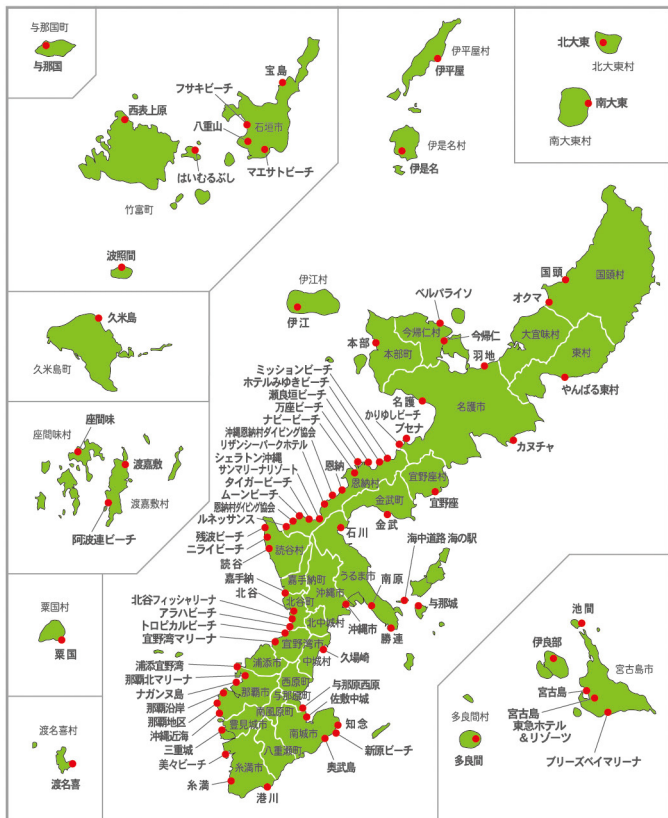 与那国町
与那国
宝島
フサキビーチ
西表上原
石垣市
八重山
マエサトビーチ
はいむるぶし
竹富町
波照間
伊平屋村
伊平屋
伊是名村
伊是名
北大東
北大東村
南大東
南大東村
久米島
久米島町
座間味
座間味村
渡嘉敷
渡嘉敷村
阿波連ビーチ
粟国村
粟国
渡名喜村
渡名喜
伊江村
伊江
国頭
国頭村
オクマ
大宜味村
東村
やんばる東村
ベルパライソ
今帰仁村
今帰仁
本部
本部町
羽地
名護
名護市
カヌチャ
ミッションビーチ
ホテルみゆきビーチ
瀬良垣ビーチ
かりゆしビーチ
万座ビーチ
ブセナ
ナビービーチ
沖縄恩納村ダイビング協会
恩納
リザンシーパークホテル
恩納村
シェラトン沖縄
サンマリーナリゾート
タイガービーチ
ムーンビーチ
恩納村ダイビング協会
ルネッサンス
宜野座村
宜野座
金武町
金武
石川
残波ビーチ
ニライビーチ
読谷村
読谷
海中道路 海の駅
うるま市
嘉手納町
嘉手納
南原
与那城
沖縄市
沖縄市
勝連
北谷
北谷町
北谷フィッシャリーナ
北中城村
アラハビーチ
トロピカルビーチ
宜野湾マリーナ
宜野湾市
中城村
久場崎
浦添宜野湾
浦添市
那覇北マリーナ
西原町
ナガンヌ島
那覇市
与那原町
与那原西原
那覇沿岸
南風原町
佐敷中城
那覇地区
豊見城市
南城市
知念
沖縄近海
三重城
八重瀬町
新原ビーチ
奥武島
美々ビーチ
糸満市
糸満
港川
池間
伊良部
宮古島市
宮古島
宮古島
東急ホテル
&リゾーツ
ブリーズベイマリーナ
多良間村
多良間